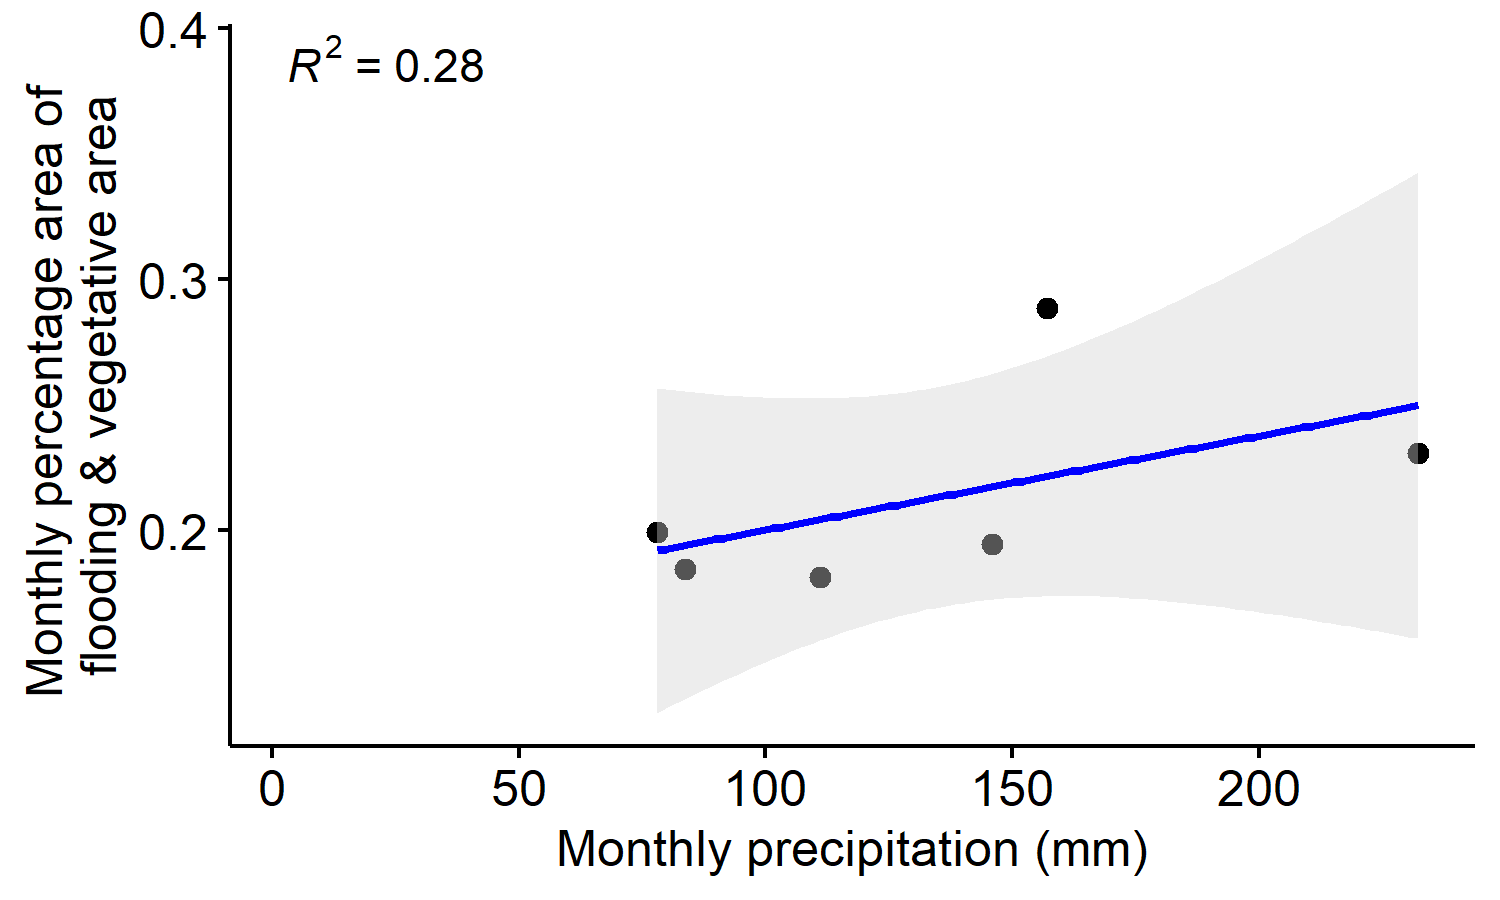 R² = 0.28
0.4
0.3
0.2
Monthly percentage area of
flooding & vegetative area
0 50 100 150 200
Monthly precipitation (mm)